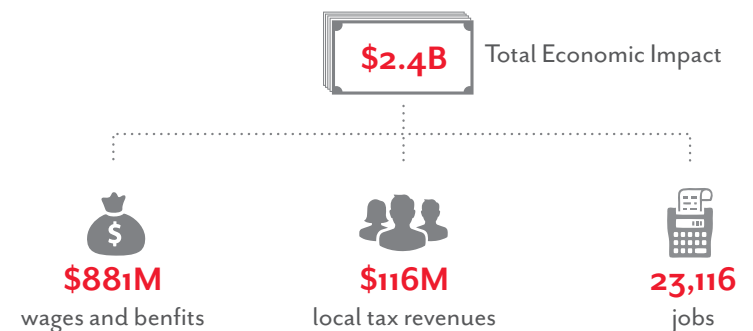 $2.4B
Total Economic Impact
$
$881M
wages and benfits
$116M
local tax revenues
23,116
jobs